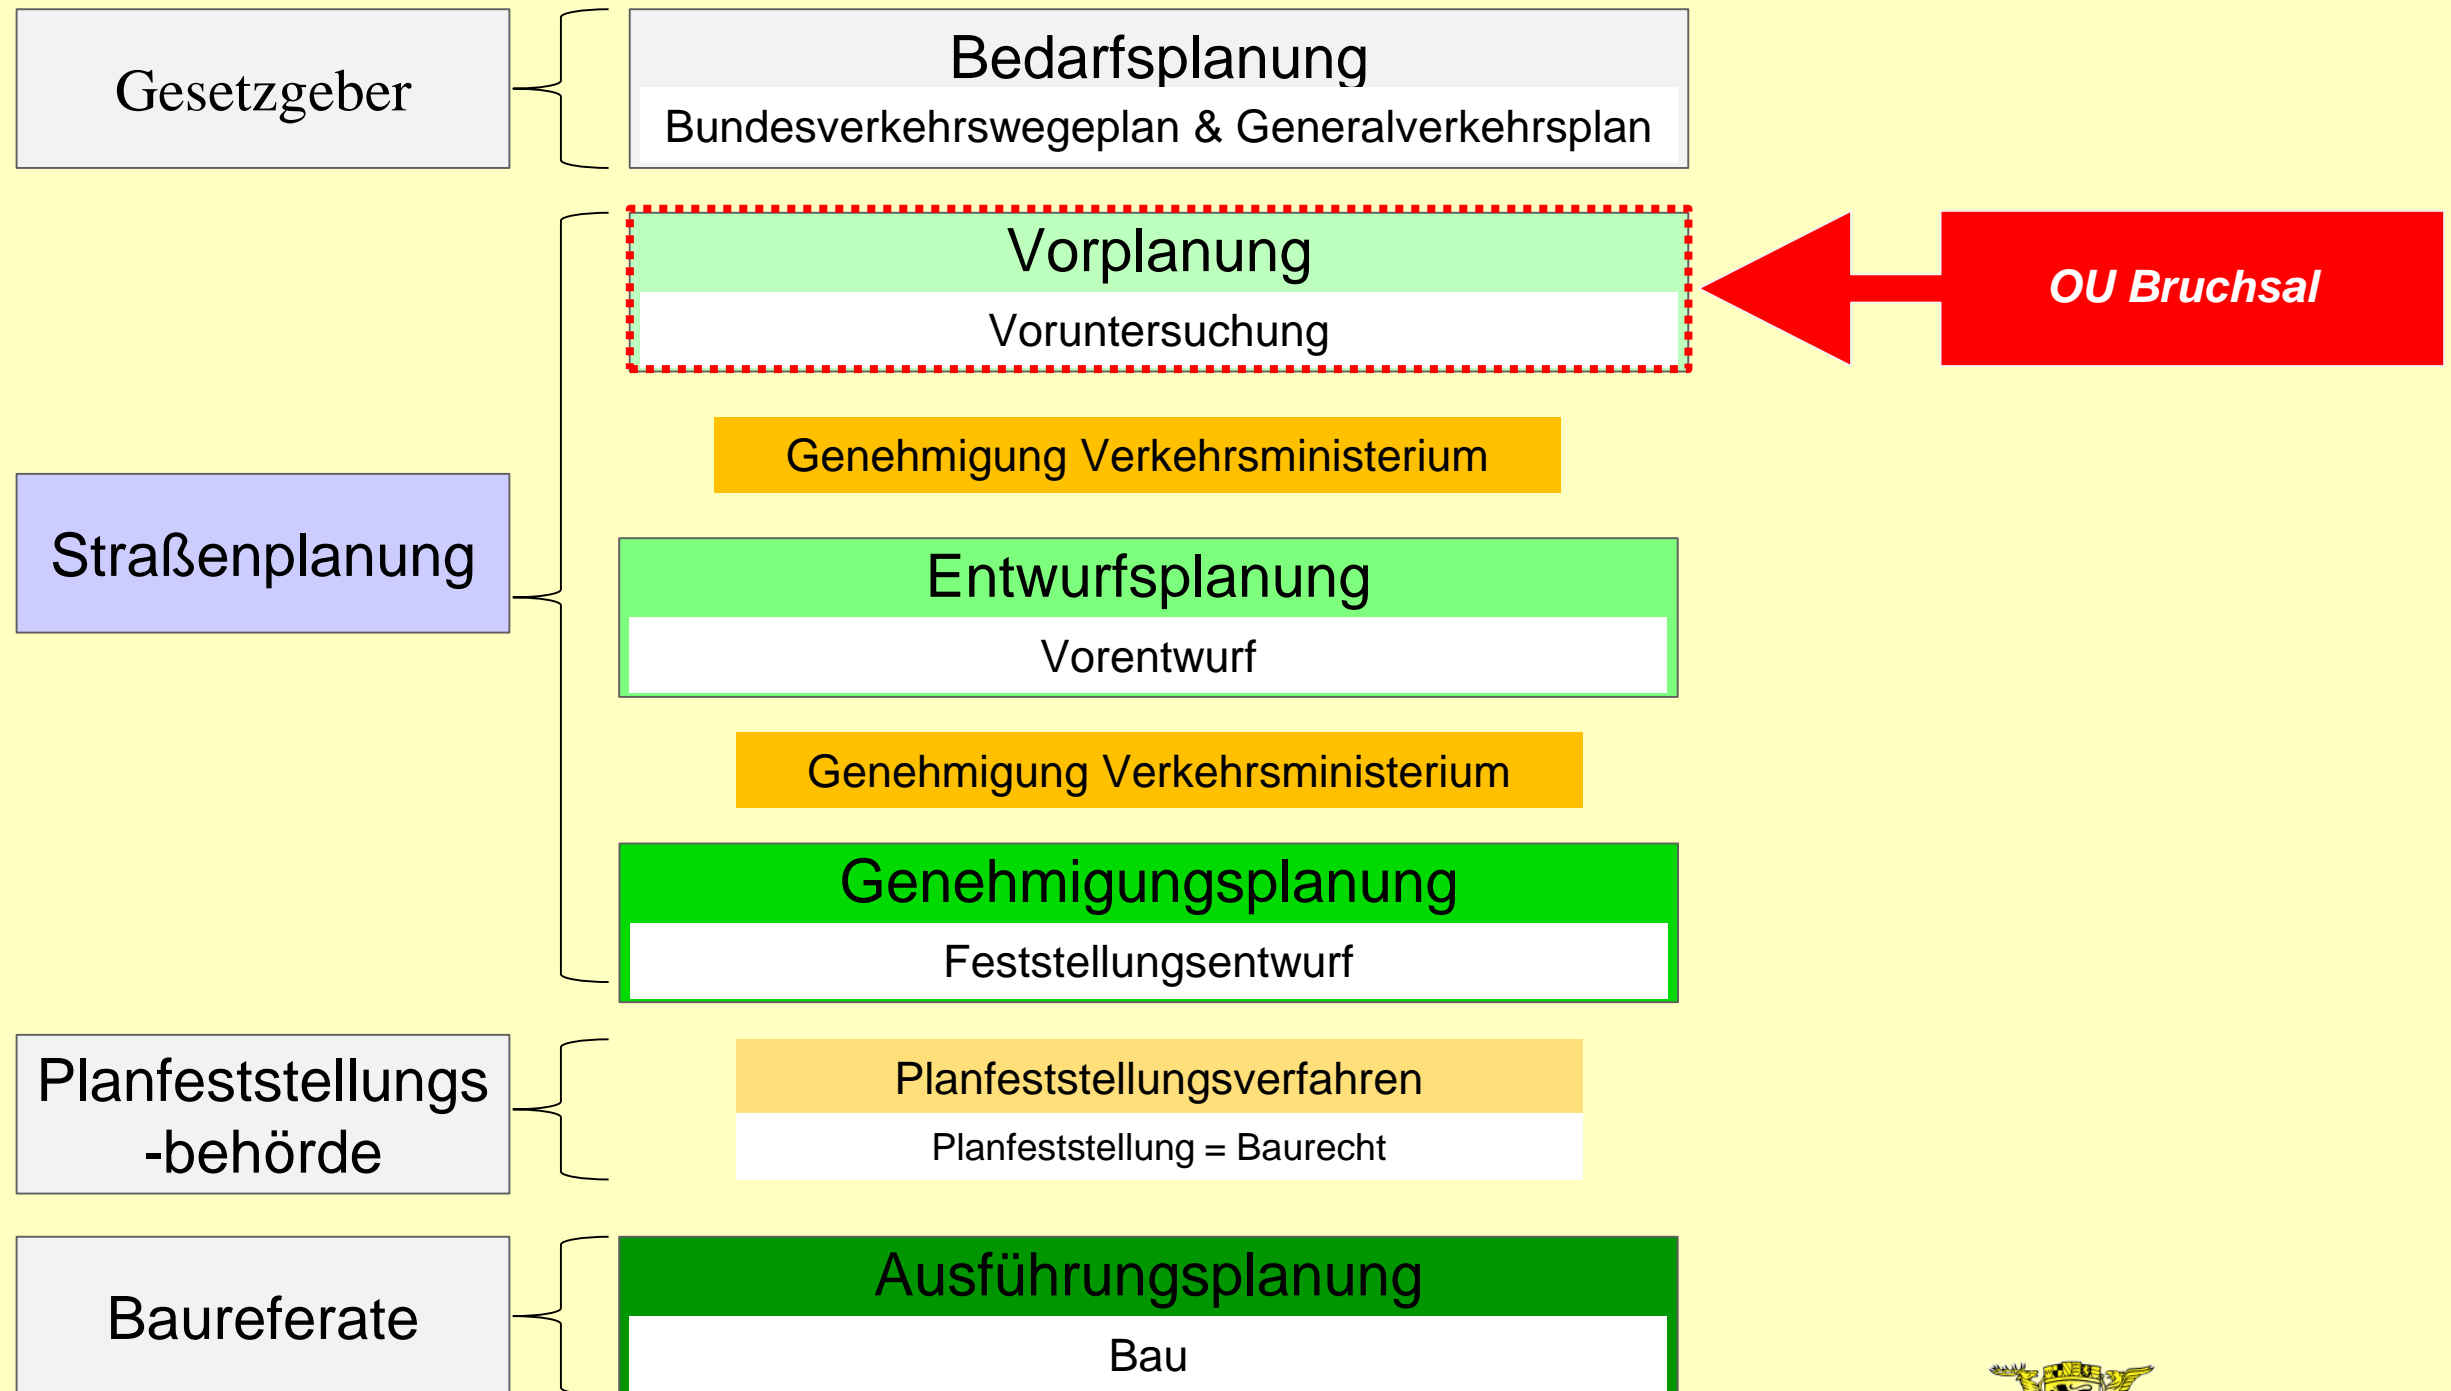 Gesetzgeber
Bedarfsplanung
Bundesverkehrswegeplan & Generalverkehrsplan
Vorplanung
Voruntersuchung
OU Bruchsal
Genehmigung Verkehrsministerium
Straßenplanung
Entwurfsplanung
Vorentwurf
Genehmigung Verkehrsministerium
Genehmigungsplanung
Feststellungsentwurf
Planfeststellungs
-behörde
Planfeststellungsverfahren
Planfeststellung = Baurecht
Baureferate
Ausführungsplanung
Bau